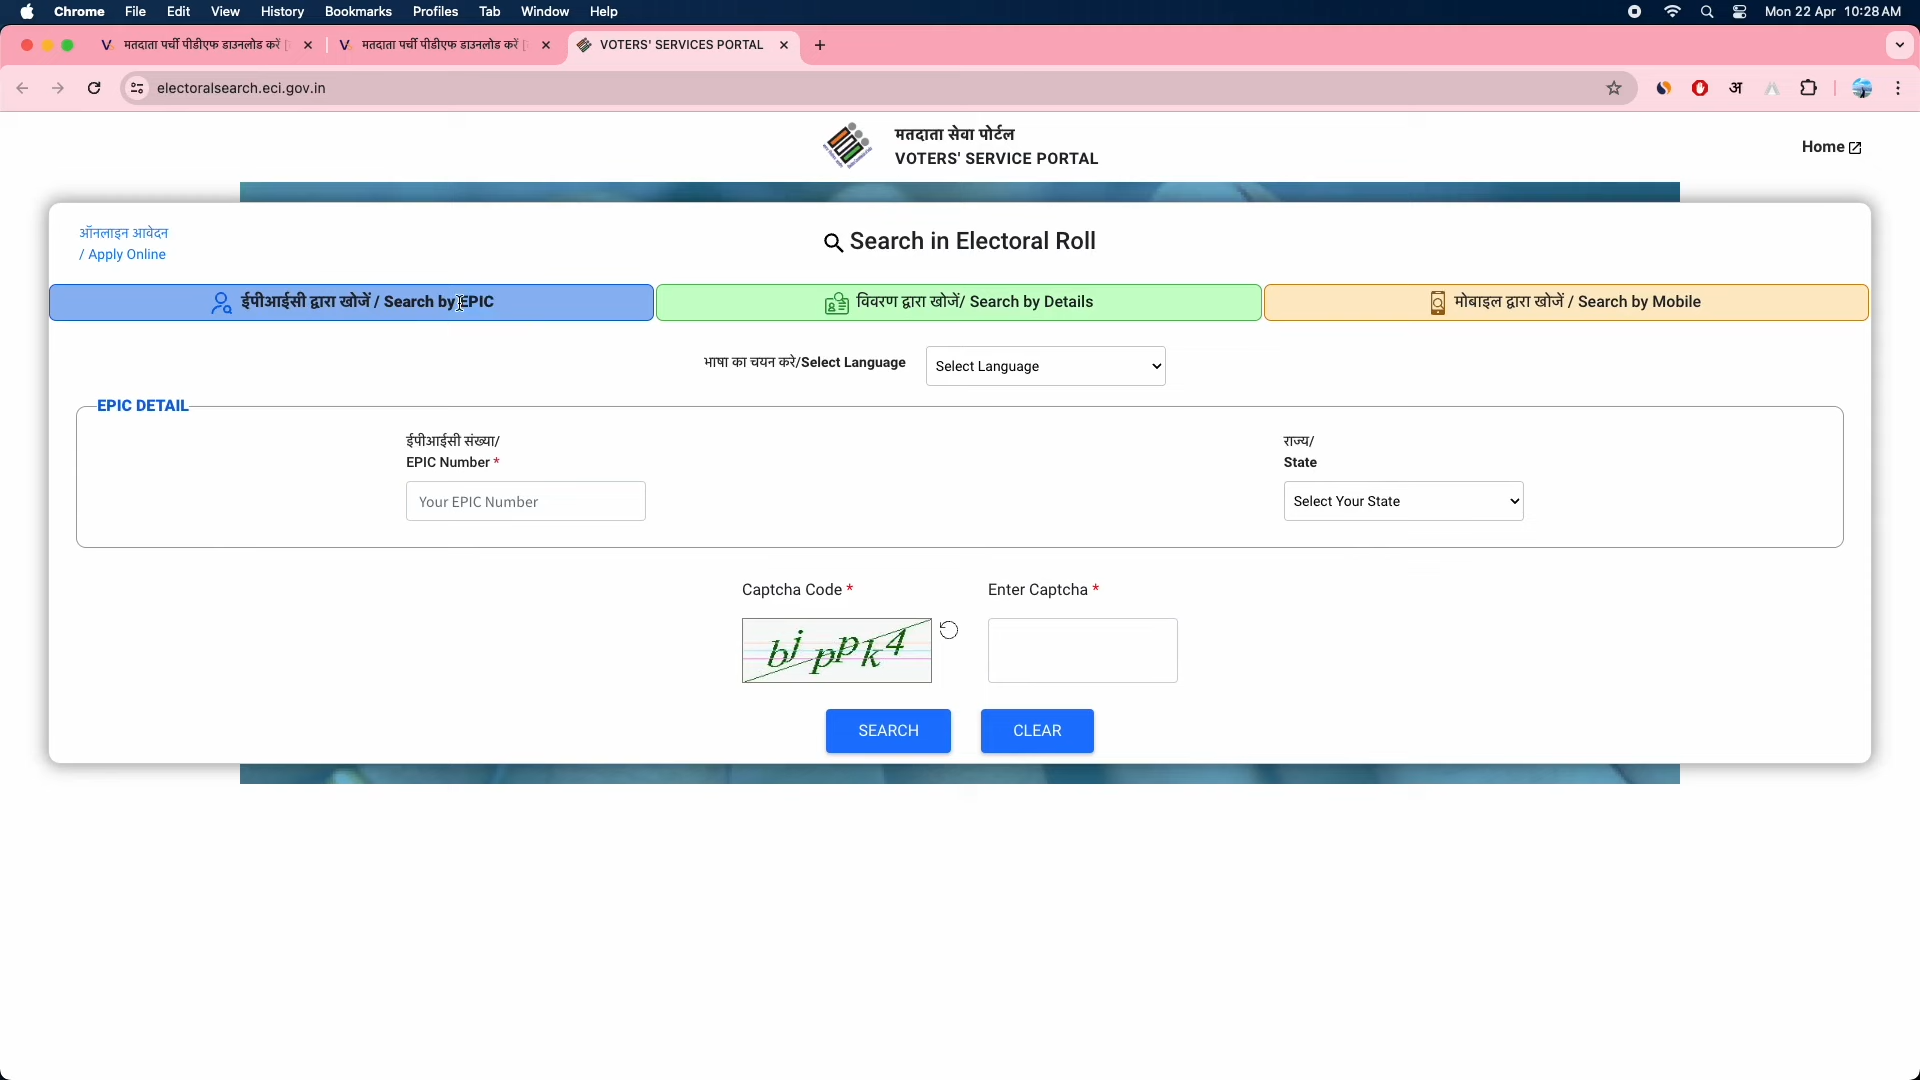 Chrome File Edit View History Bookmarks Profiles Tab Window Help Mon 22 Apr 10:28 AM
मतदाता पर्ची पीडीएफ डाउनलोड करें [ मतदाता पर्ची पीडीएफ डाउनलोड करें [ VOTERS' SERVICES PORTAL
electoralsearch.eci.gov.in अ
मतदाता सेवा पोर्टल
VOTERS' SERVICE PORTAL
Home
ऑनलाइन आवेदन
/ Apply Online
Search in Electoral Roll
ईपीआईसी द्वारा खोजें / Search by EPIC विवरण द्वारा खोजें/ Search by Details मोबाइल द्वारा खोजें / Search by Mobile
भाषा का चयन करे/Select Language Select Language
EPIC DETAIL
ईपीआईसी संख्या/ राज्य/
EPIC Number * State
Your EPIC Number Select Your State
Captcha Code * Enter Captcha *
bjppk4
SEARCH CLEAR